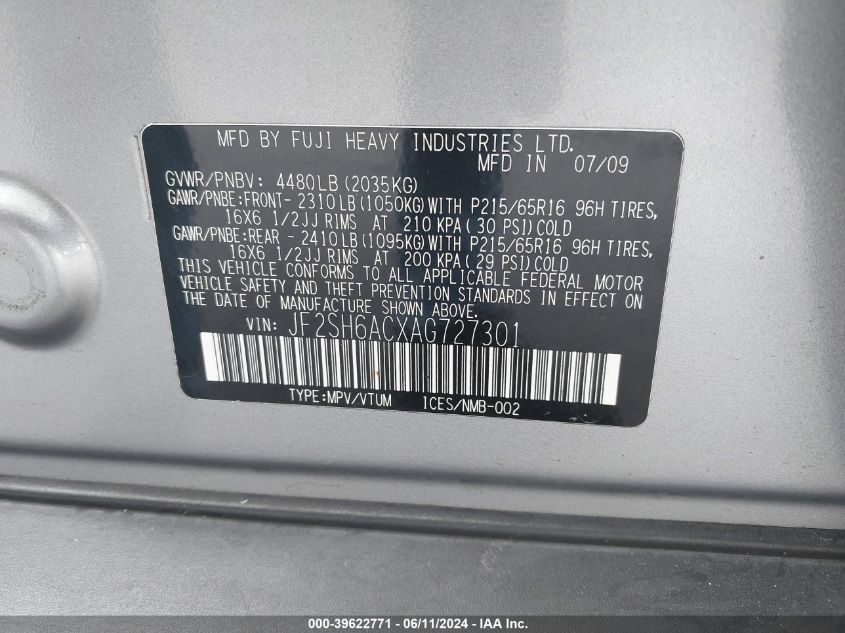 MFD BY FUJI HEAVY INDUSTRIES LTD.
MFD IN 07/09
GVWR/PNBV: 4480LB(2035KG)
GAWR/PNBE:FRONT- 2310LB(1050KG)WITH P215/65R16 96H TIRES,
16X6 1/2JJ RIMS AT 210 KPA( 30 PSI)COLD
GAWR/PNBE:REAR - 2410LB(1095KG)WITH P215/65R16 96H TIRES,
16X6 1/2JJ RIMS AT 200 KPA(29 PSI)COLD
THIS VEHICLE CONFORMS TO ALL APPLICABLE FEDERAL MOTOR
VEHICLE SAFETY AND THEFT PREVENTION STANDARDS IN EFFECT ON
THE DATE OF MANUFACTURE SHOWN ABOVE.
VIN: JF2SH6ACXAG727301
TYPE:MPV/VTUM ICES/NMB-002
000-39622771 - 06/11/2024 - IAA Inc.